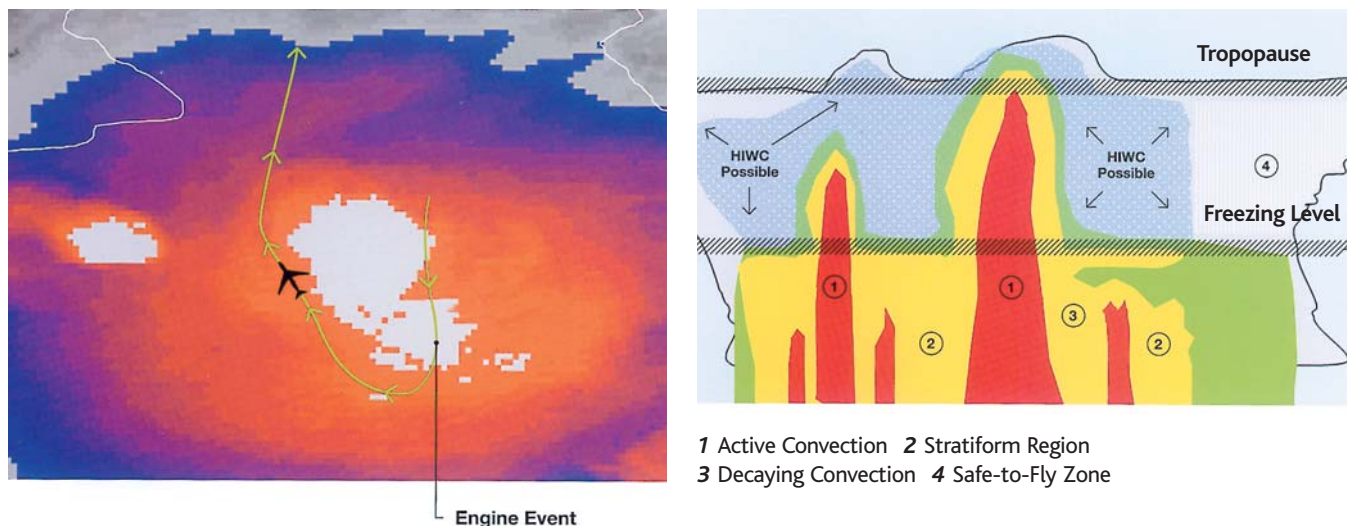 Engine Event
Tropopause
HIWC
Possible
HIWC
Possible
4
Freezing Level
1
1
3
2
2
1 Active Convection 2 Stratiform Region
3 Decaying Convection 4 Safe-to-Fly Zone